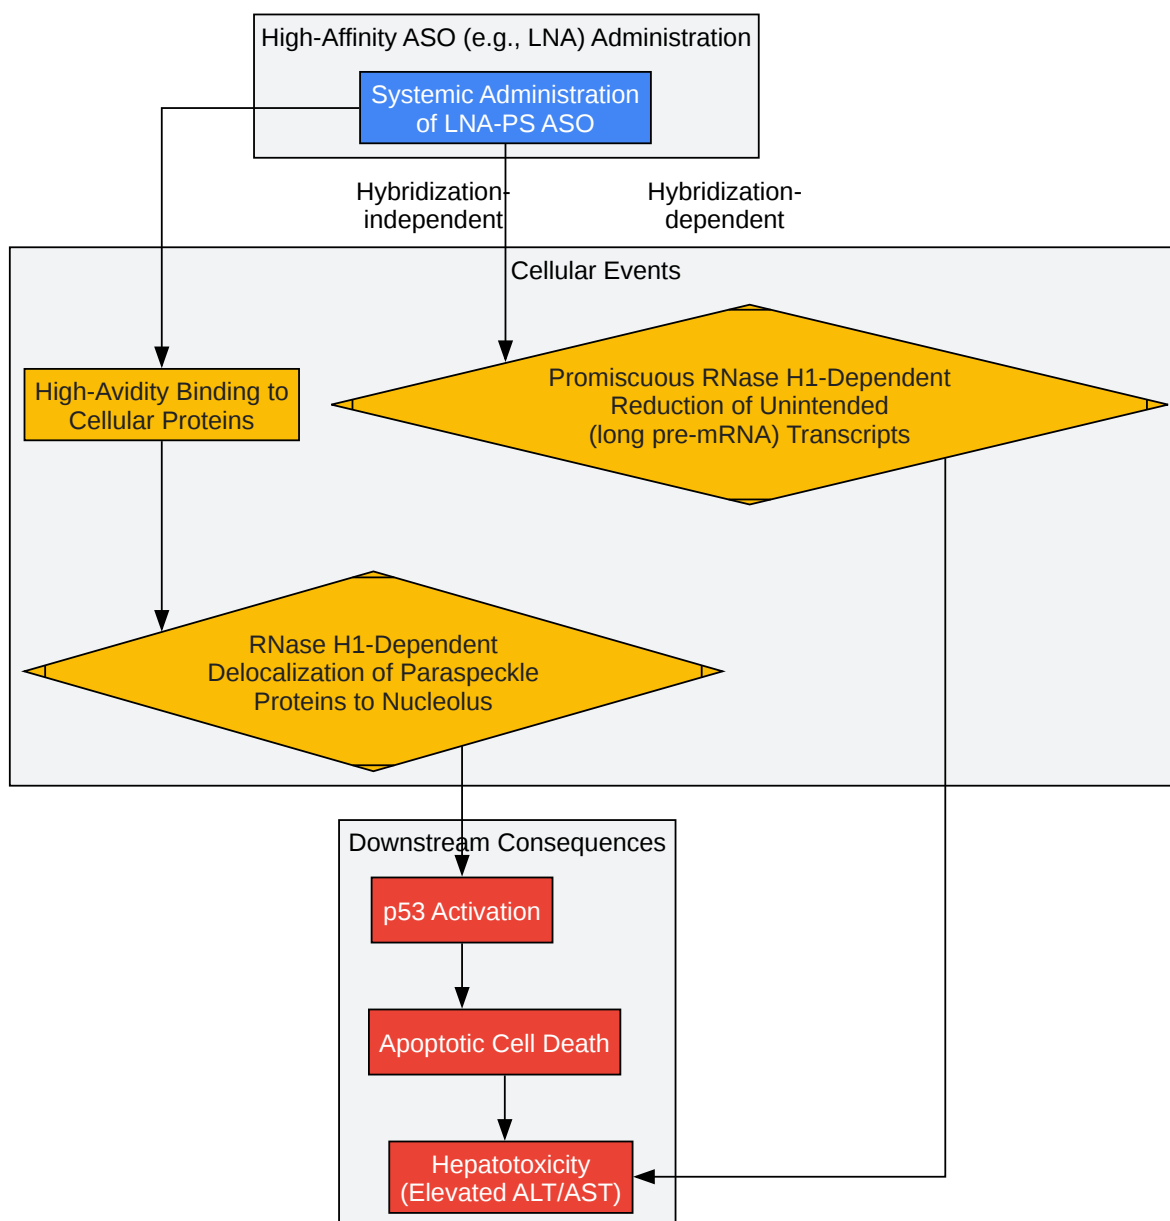 High-Affinity ASO (e.g., LNA) Administration
Systemic Administration
of LNA-PS ASO
Hybridization-
independent
Hybridization-
dependent
Cellular Events
High-Avidity Binding to
Cellular Proteins
Promiscuous RNase H1-Dependent
Reduction of Unintended
(long pre-mRNA) Transcripts
RNase H1-Dependent
Delocalization of Paraspeckle
Proteins to Nucleolus
Downstream Consequences
p53 Activation
Apoptotic Cell Death
Hepatotoxicity
(Elevated ALT/AST)